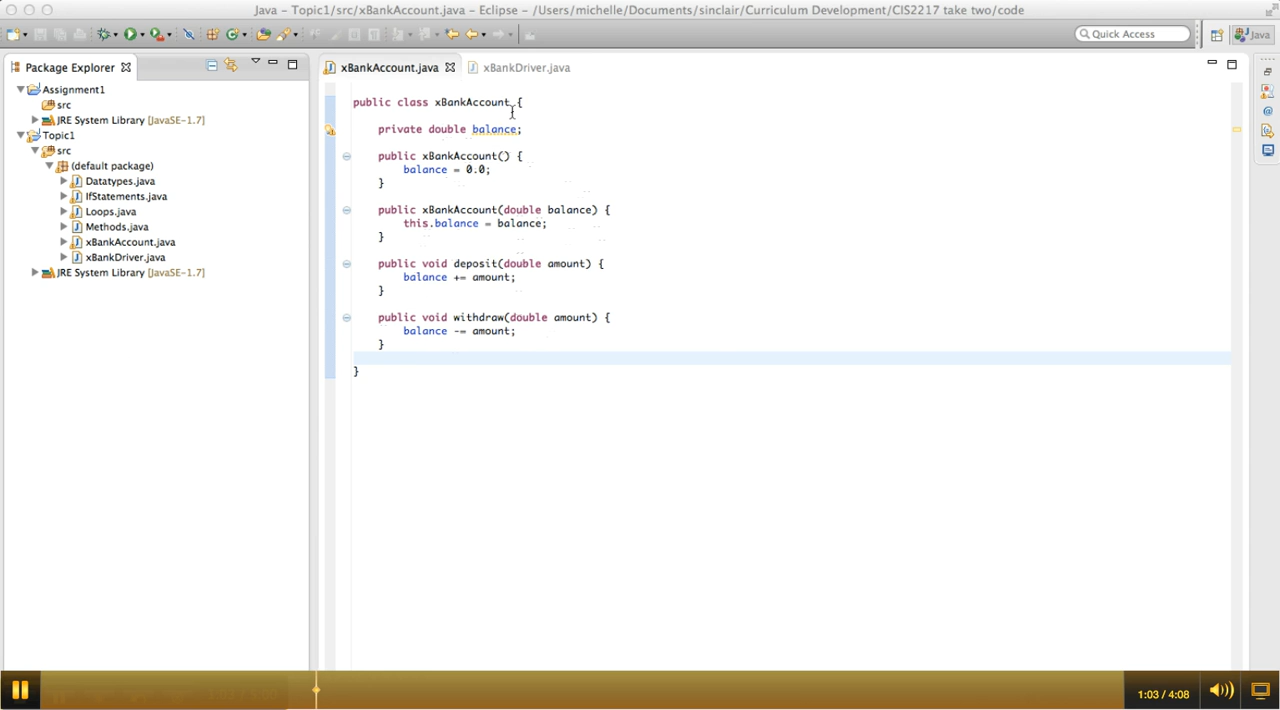 Java - Topic1/src/xBankAccount.java - Eclipse - /Users/michelle/Documents/sinclair/Curriculum Development/CIS2217 take two/code
Quick Access
Java
Package Explorer
xBankAccount.java
xBankDriver.java
Assignment1
src
JRE System Library [JavaSE-1.7]
Topic1
src
(default package)
Datatypes.java
IfStatements.java
Loops.java
Methods.java
xBankAccount.java
xBankDriver.java
JRE System Library [JavaSE-1.7]
public class xBankAccount {
private double balance;
public xBankAccount() {
balance = 0.0;
}
public xBankAccount(double balance) {
this.balance = balance;
}
public void deposit(double amount) {
balance += amount;
}
public void withdraw(double amount) {
balance -= amount;
}
}
1:03 / 4:08